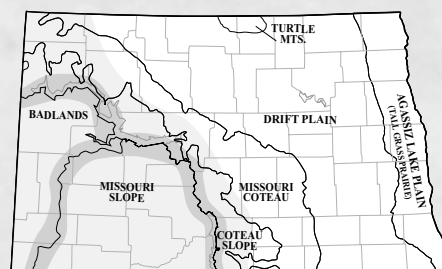 TURTLE
MTS.
BADLANDS
DRIFT PLAIN
AGASSIZ LAKE PLAIN
(TALL GRASS PRAIRIE)
MISSOURI
SLOPE
MISSOURI
COTEAU
COTEAU
SLOPE